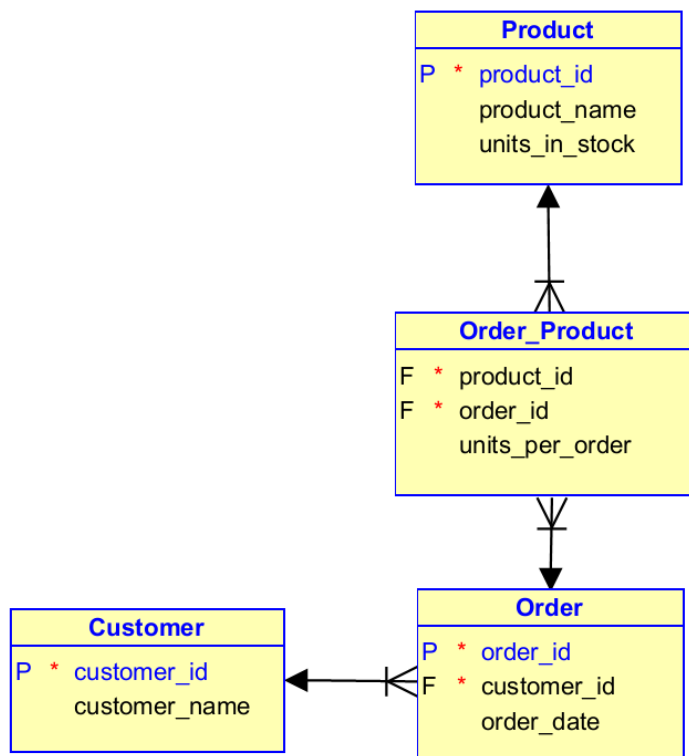 Product
P * product_id
product_name
units_in_stock
Order_Product
F * product_id
F * order_id
units_per_order
Customer
P * customer_id
customer_name
Order
P * order_id
F * customer_id
order_date